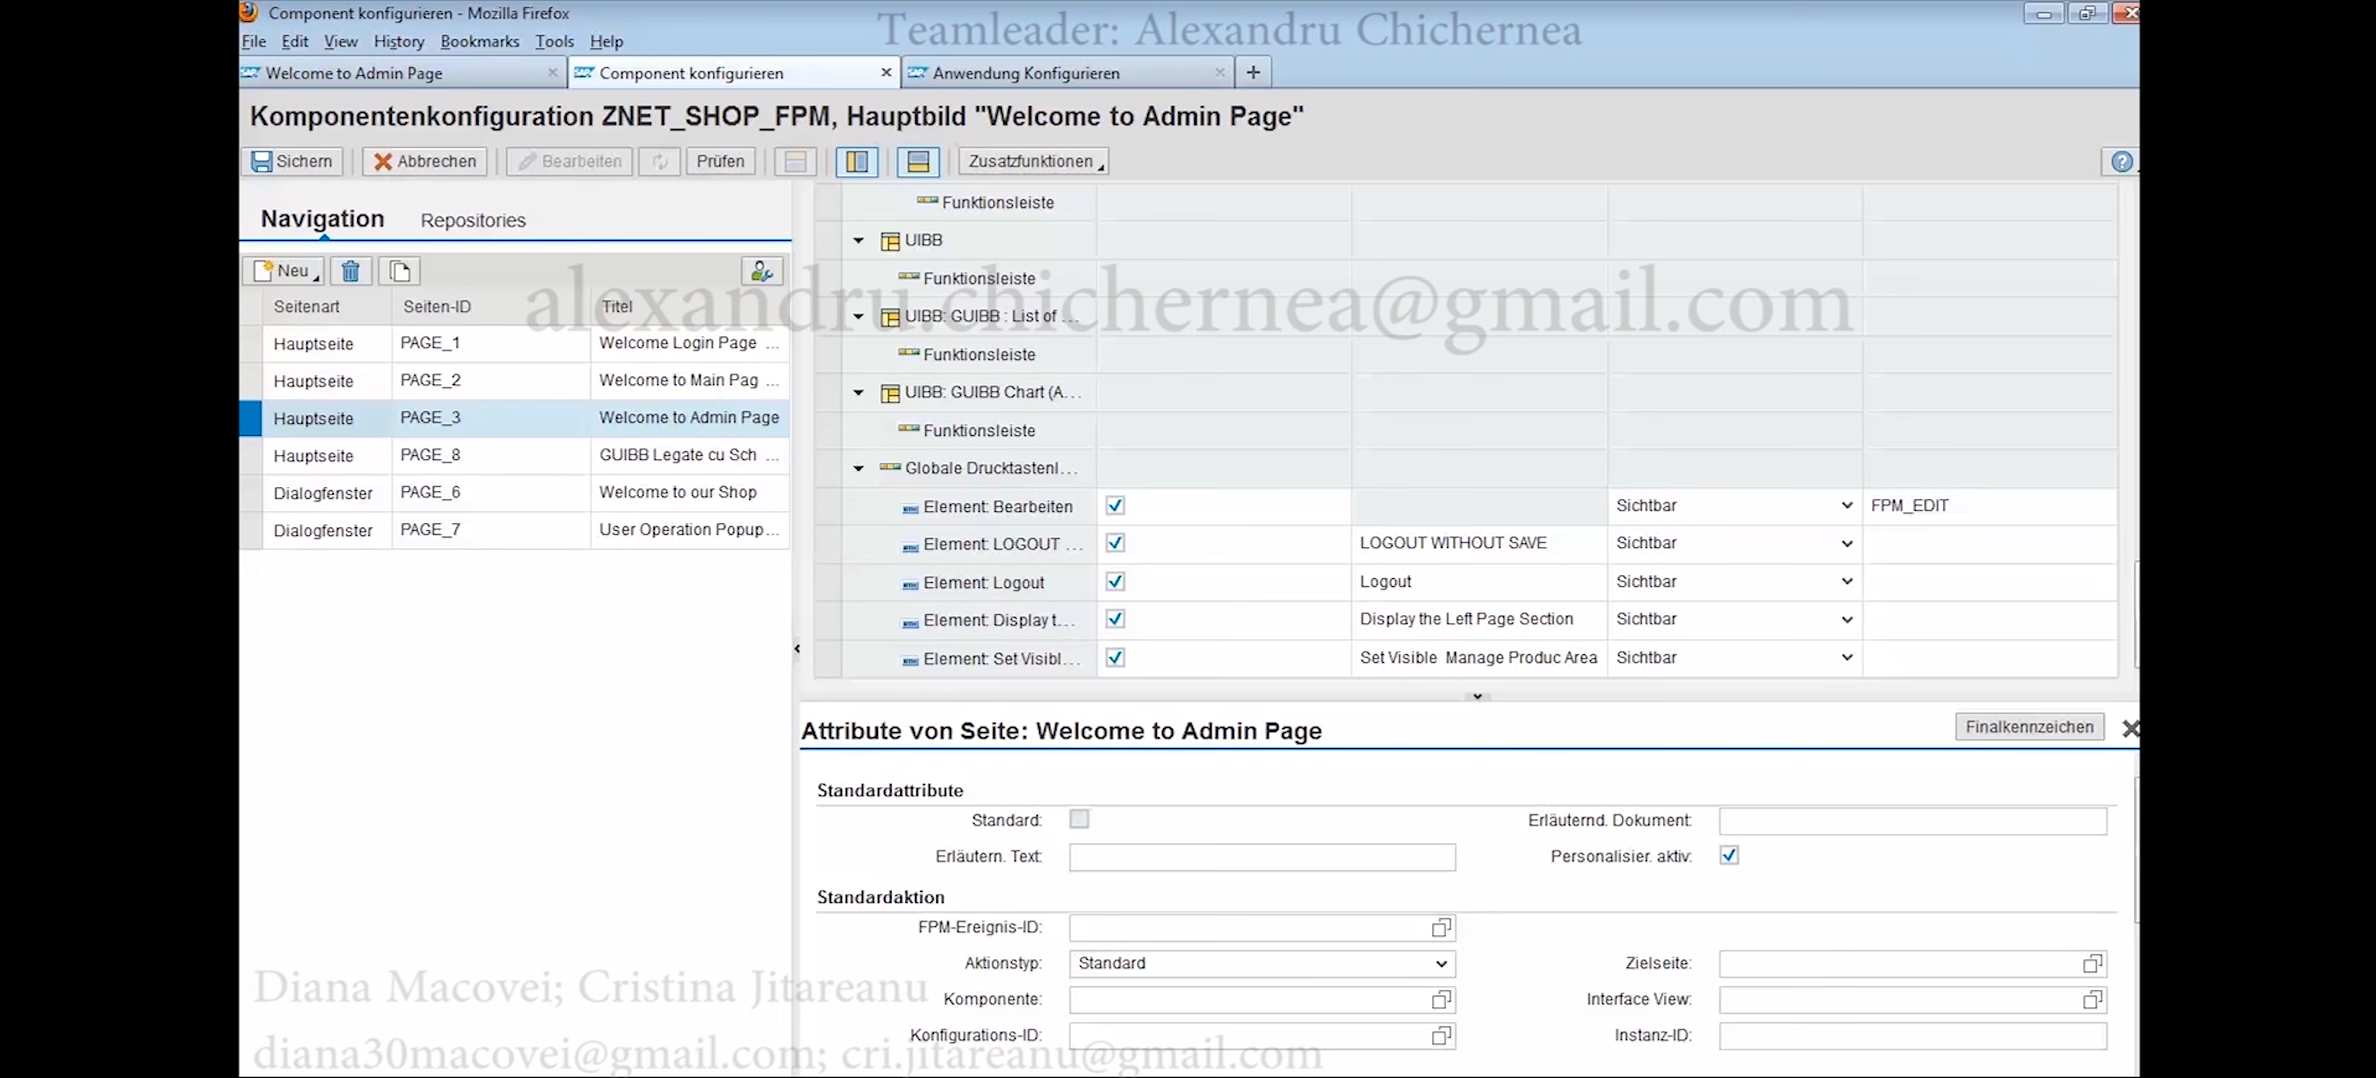 Component konfigurieren - Mozilla Firefox
Teamleader: Alexandru Chichernea
File Edit View History Bookmarks Tools Help
Welcome to Admin Page
Component konfigurieren
Anwendung Konfigurieren
Komponentenkonfiguration ZNET_SHOP_FPM, Hauptbild "Welcome to Admin Page"
Sichern Abbrechen Bearbeiten Prüfen Zusatzfunktionen
Navigation Repositories
Neu
alexandru.chichernea@gmail.com
Seitenart Seiten-ID Titel
Hauptseite PAGE_1 Welcome Login Page ...
Hauptseite PAGE_2 Welcome to Main Pag ...
Hauptseite PAGE_3 Welcome to Admin Page
Hauptseite PAGE_8 GUIBB Legate cu Sch ...
Dialogfenster PAGE_6 Welcome to our Shop
Dialogfenster PAGE_7 User Operation Popup...
Funktionsleiste
UIBB
Funktionsleiste
UIBB: GUIBB : List of ...
Funktionsleiste
UIBB: GUIBB Chart (A...
Funktionsleiste
Globale Drucktastenl...
Element: Bearbeiten Sichtbar FPM_EDIT
Element: LOGOUT ... LOGOUT WITHOUT SAVE Sichtbar
Element: Logout Logout Sichtbar
Element: Display t... Display the Left Page Section Sichtbar
Element: Set Visibl... Set Visible Manage Produc Area Sichtbar
Attribute von Seite: Welcome to Admin Page
Finalkennzeichen
Standardattribute
Standard: Erläuternd. Dokument:
Erläutern. Text: Personalisier. aktiv:
Standardaktion
FPM-Ereignis-ID:
Aktionstyp: Standard Zielseite:
Komponente: Interface View:
Konfigurations-ID: Instanz-ID:
Diana Macovei; Cristina Jitareanu
diana30macovei@gmail.com; cri.jitareanu@gmail.com